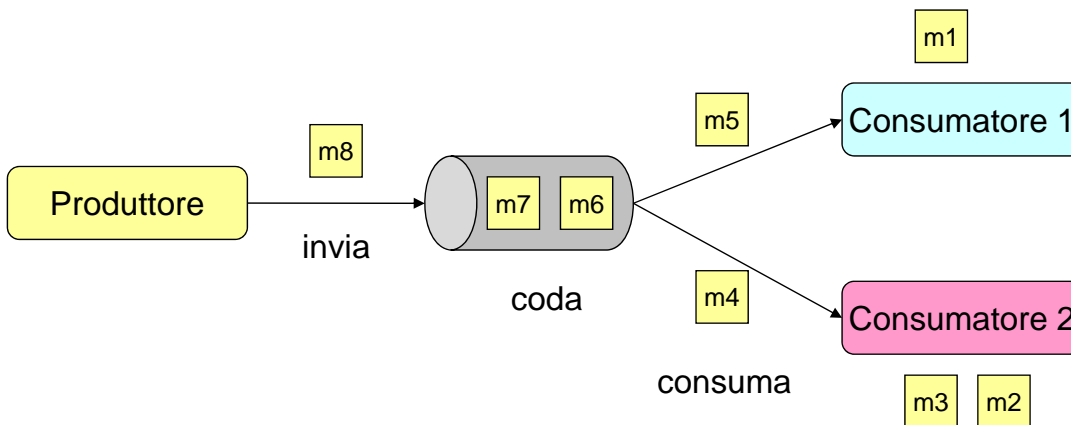 m1
m5
Consumatore 1
m8
Produttore
m7
m6
invia
coda
m4
Consumatore 2
consuma
m3
m2